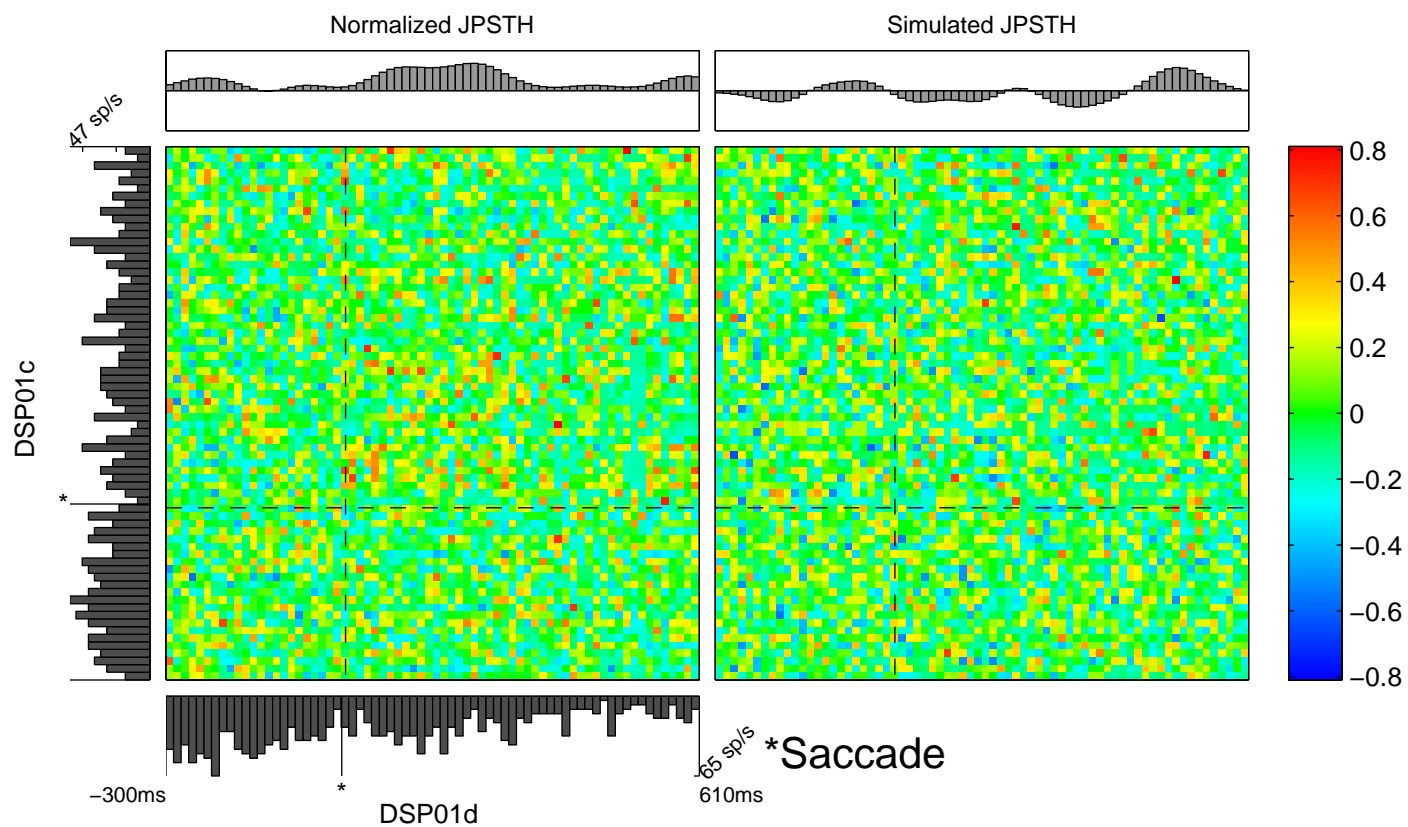 Normalized JPSTH
Simulated JPSTH
47 sp/s
0.8
0.6
0.4
0.2
0
−0.2
−0.4
−0.6
−0.8
DSP01c
*
65 sp/s
*Saccade
−300ms
*
610ms
DSP01d